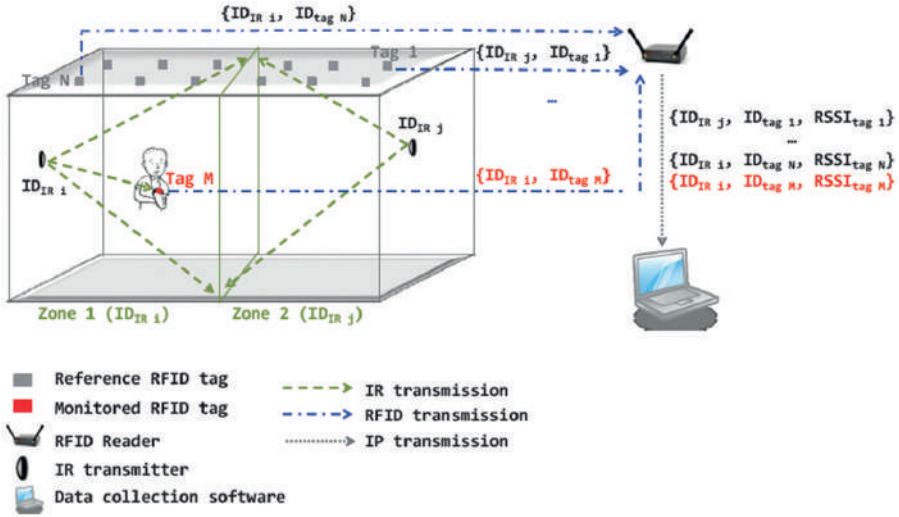 {ID_IR i, ID_tag N}
Tag 1
{ID_IR j, ID_tag 1}
Tag N
...
ID_IR j
{ID_IR j, ID_tag 1, RSSI_tag 1}
...
{ID_IR i, ID_tag N, RSSI_tag N}
{ID_IR i, ID_tag M, RSSI_tag M}
Tag M
{ID_IR i, ID_tag M}
ID_IR i
Zone 1 (ID_IR i)
Zone 2 (ID_IR j)
Reference RFID tag
Monitored RFID tag
RFID Reader
IR transmitter
Data collection software
IR transmission
RFID transmission
IP transmission